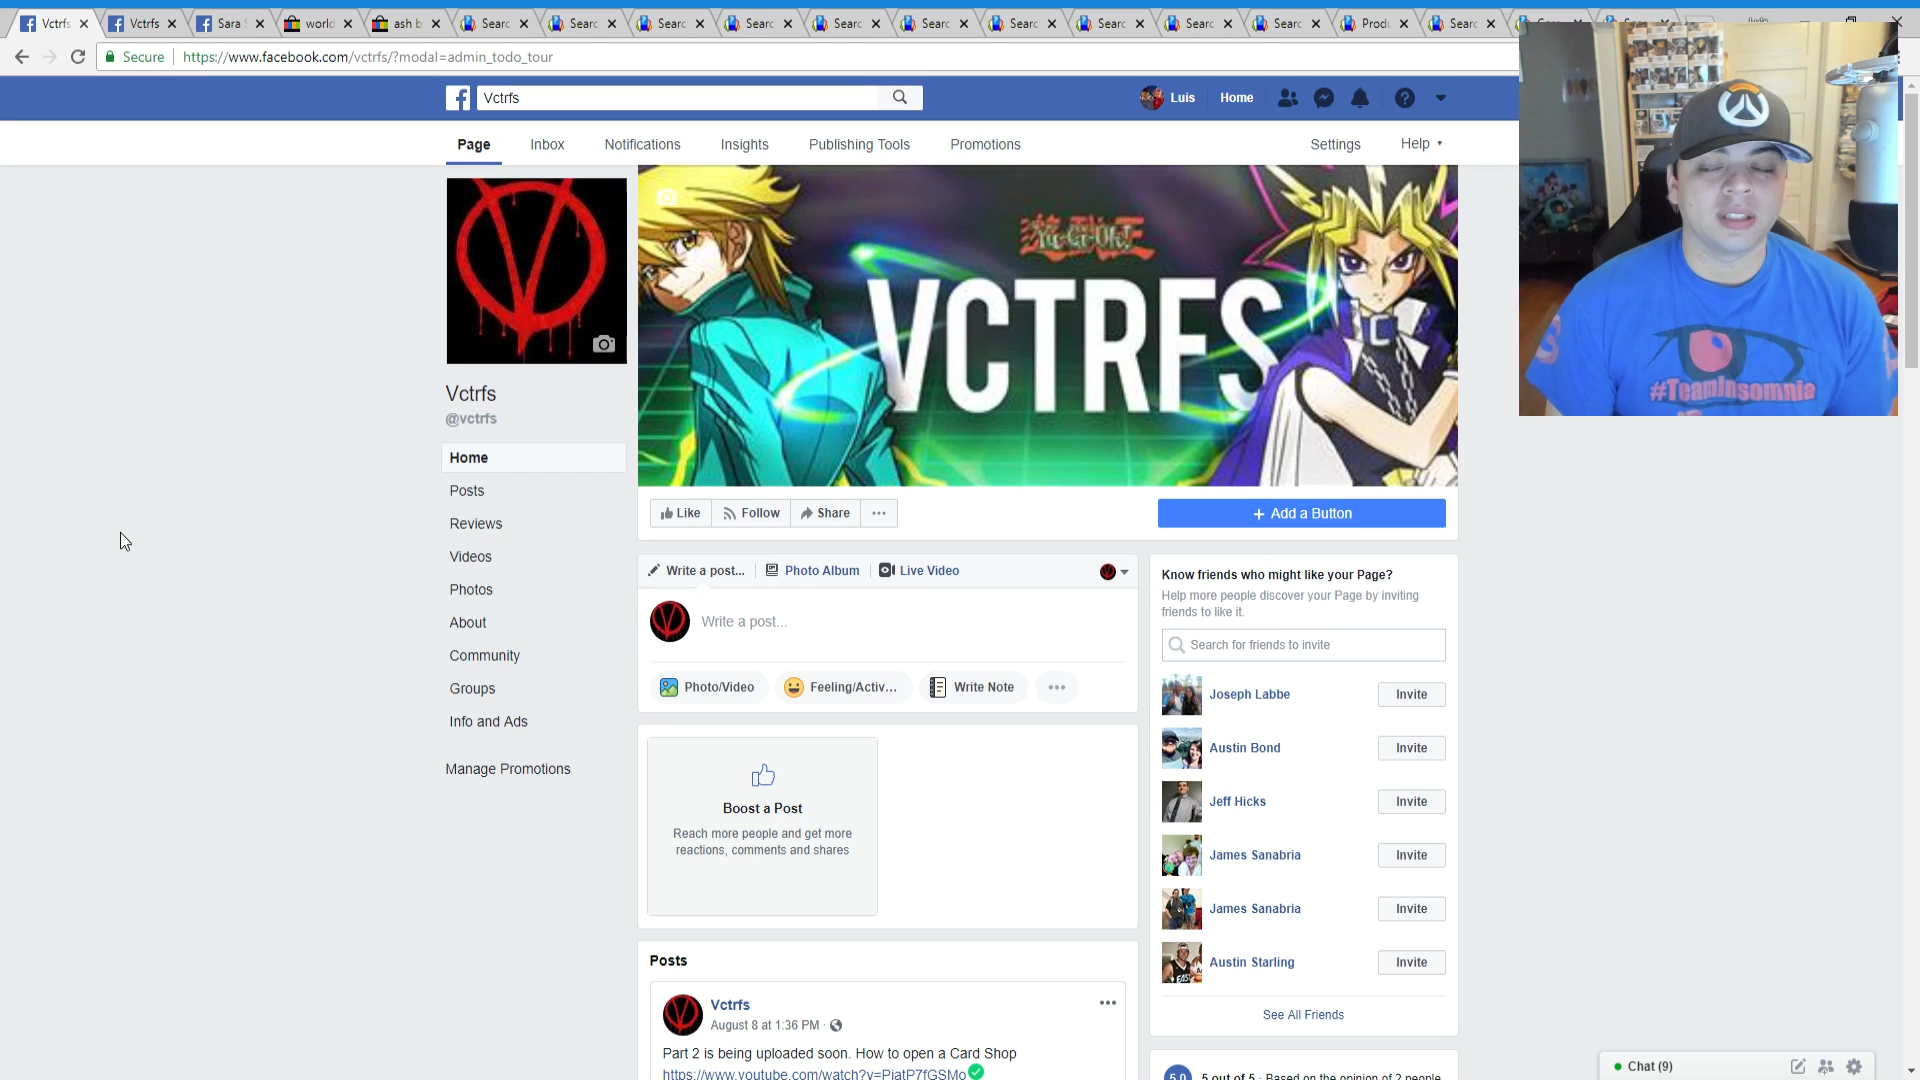 Vctrfs
Vctrfs
Sara
world
ash b
Searc
Searc
Searc
Searc
Searc
Searc
Searc
Searc
Searc
Searc
Produ
Searc
Secure
https://www.facebook.com/vctrfs/?modal=admin_todo_tour
Vctrfs
Luis
Home
Page
Inbox
Notifications
Insights
Publishing Tools
Promotions
Settings
Help
Yu-Gi-Oh!
VCTRFS
#TeamInsomnia
Vctrfs
@vctrfs
Home
Posts
Reviews
Videos
Photos
About
Community
Groups
Info and Ads
Manage Promotions
Like
Follow
Share
+ Add a Button
Write a post...
Photo Album
Live Video
Write a post...
Photo/Video
Feeling/Activ...
Write Note
Boost a Post
Reach more people and get more
reactions, comments and shares
Posts
Vctrfs
August 8 at 1:36 PM ·
Part 2 is being uploaded soon. How to open a Card Shop
https://www.youtube.com/watch?v=PiatP7fGSMo
Know friends who might like your Page?
Help more people discover your Page by inviting
friends to like it.
Search for friends to invite
Joseph Labbe
Invite
Austin Bond
Invite
Jeff Hicks
Invite
James Sanabria
Invite
James Sanabria
Invite
Austin Starling
Invite
See All Friends
5.0
5 out of 5 · Based on the opinion of 2 people
Chat (9)